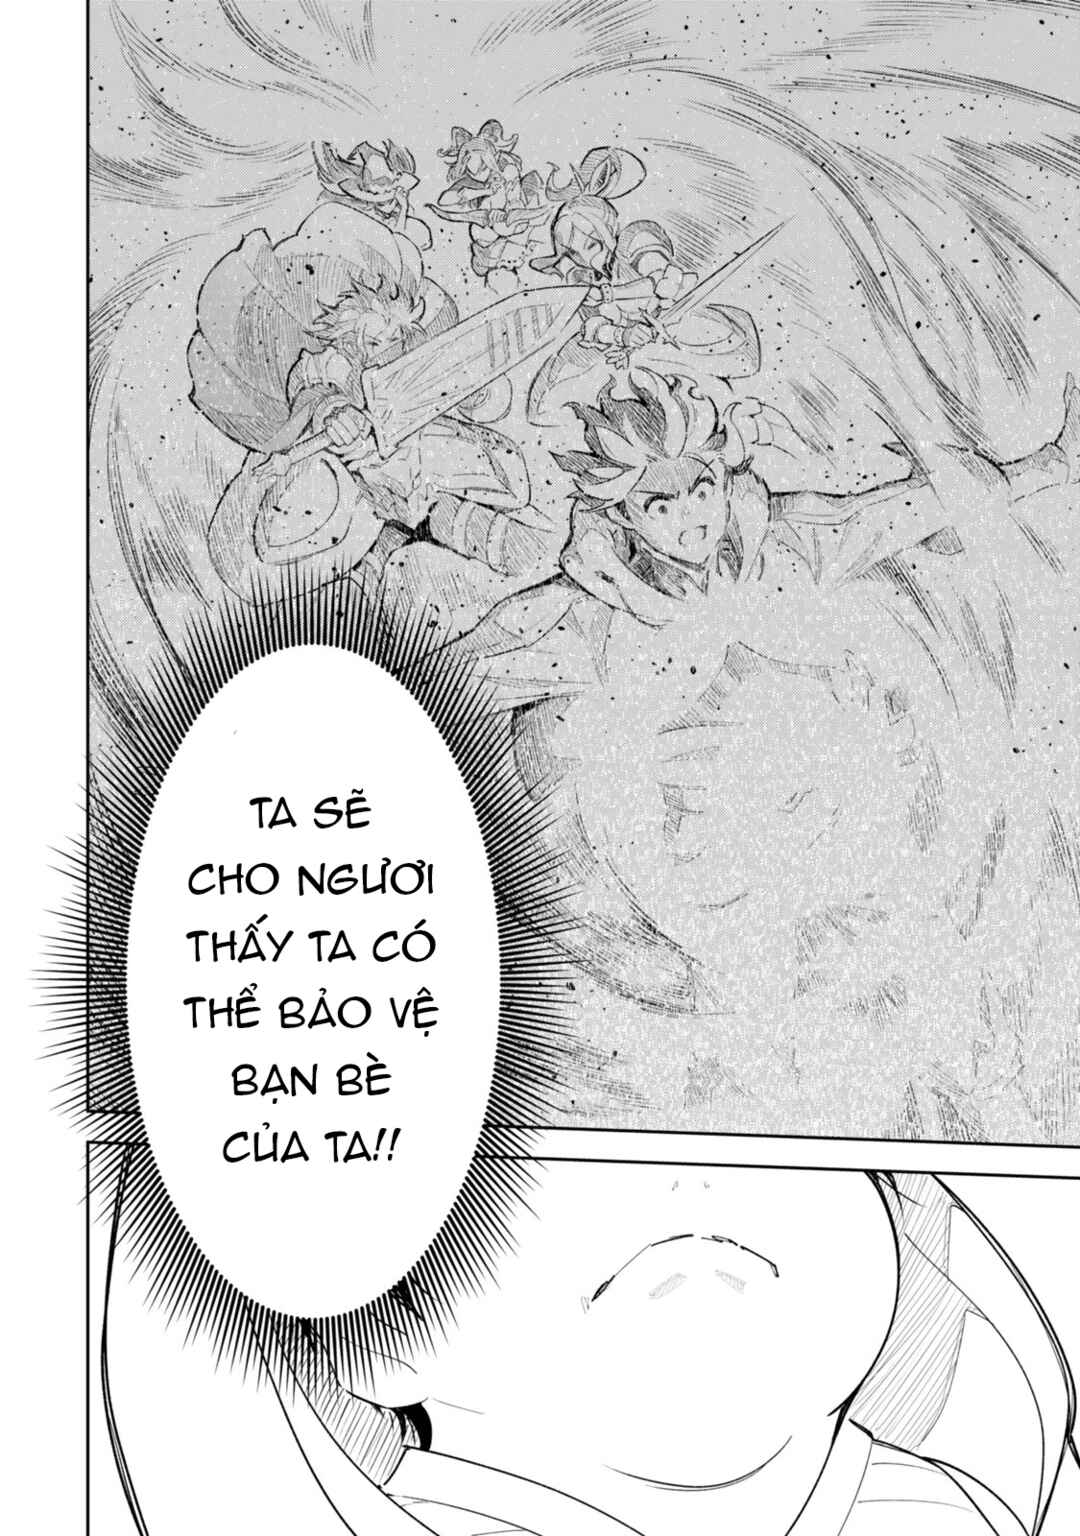 TA SẼ
CHO NGƯƠI
THẤY TA CÓ
THỂ BẢO VỆ
BẠN BÈ
CỦA TA!!